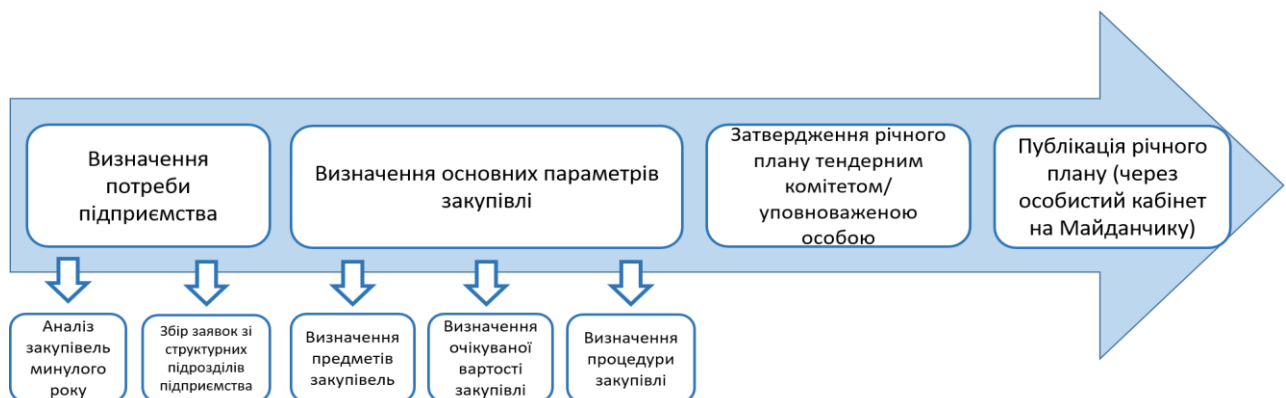 Визначення
потреби
підприємства
Визначення основних параметрів
закупівлі
Затвердження річного
плану тендерним
комітетом/
уповноваженою
особою
Публікація річного
плану (через
особистий кабінет
на Майданчику)
Аналіз
закупівель
минулого
року
Збір заявок зі
структурних
підрозділів
підприємства
Визначення
предметів
закупівель
Визначення
очікуваної
вартості
закупівлі
Визначення
процедури
закупівлі